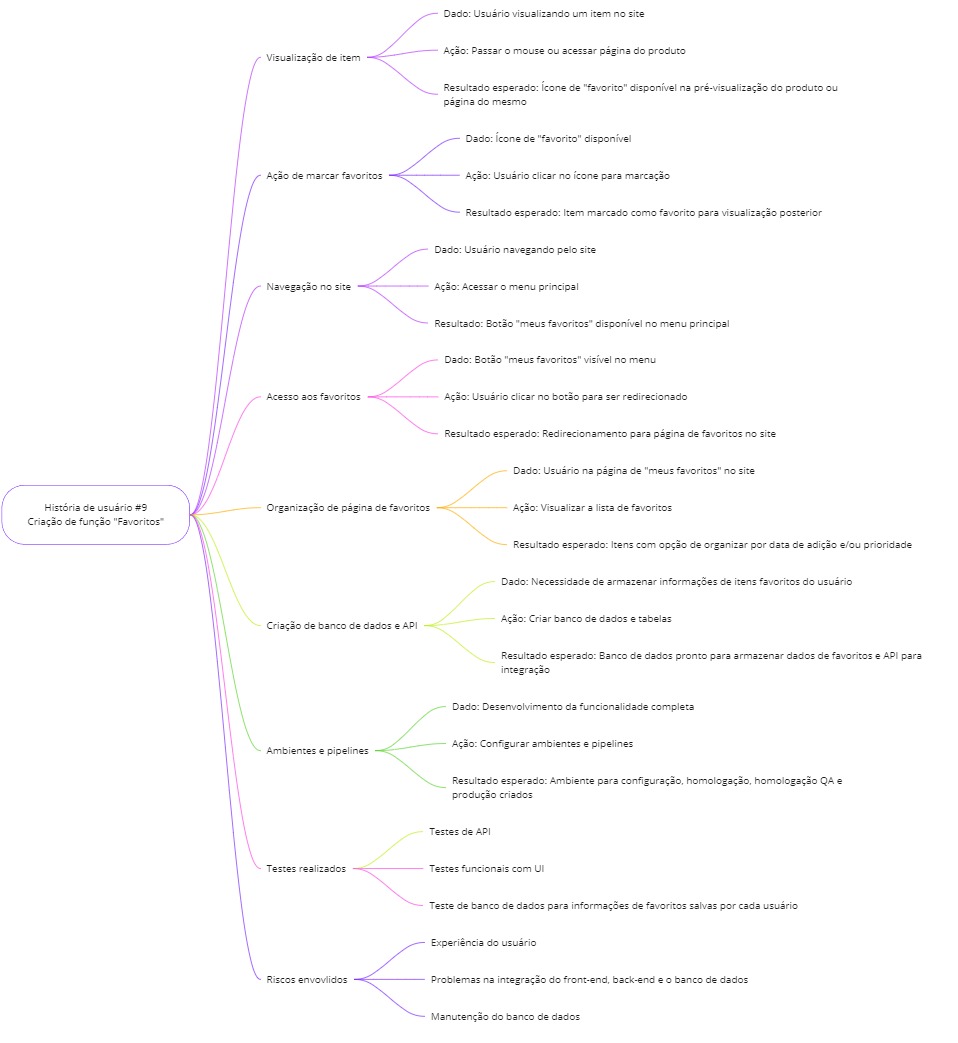 História de usuário #9
Criação de função "Favoritos"
Visualização de item
Dado: Usuário visualizando um item no site
Ação: Passar o mouse ou acessar página do produto
Resultado esperado: Ícone de "favorito" disponível na pré-visualização do produto ou
página do mesmo
Ação de marcar favoritos
Dado: Ícone de "favorito" disponível
Ação: Usuário clicar no ícone para marcação
Resultado esperado: Item marcado como favorito para visualização posterior
Navegação no site
Dado: Usuário navegando pelo site
Ação: Acessar o menu principal
Resultado: Botão "meus favoritos" disponível no menu principal
Acesso aos favoritos
Dado: Botão "meus favoritos" visível no menu
Ação: Usuário clicar no botão para ser redirecionado
Resultado esperado: Redirecionamento para página de favoritos no site
Organização de página de favoritos
Dado: Usuário na página de "meus favoritos" no site
Ação: Visualizar a lista de favoritos
Resultado esperado: Itens com opção de organizar por data de adição e/ou prioridade
Criação de banco de dados e API
Dado: Necessidade de armazenar informações de itens favoritos do usuário
Ação: Criar banco de dados e tabelas
Resultado esperado: Banco de dados pronto para armazenar dados de favoritos e API para
integração
Ambientes e pipelines
Dado: Desenvolvimento da funcionalidade completa
Ação: Configurar ambientes e pipelines
Resultado esperado: Ambiente para configuração, homologação, homologação QA e
produção criados
Testes realizados
Testes de API
Testes funcionais com UI
Teste de banco de dados para informações de favoritos salvas por cada usuário
Riscos envovlidos
Experiência do usuário
Problemas na integração do front-end, back-end e o banco de dados
Manutenção do banco de dados